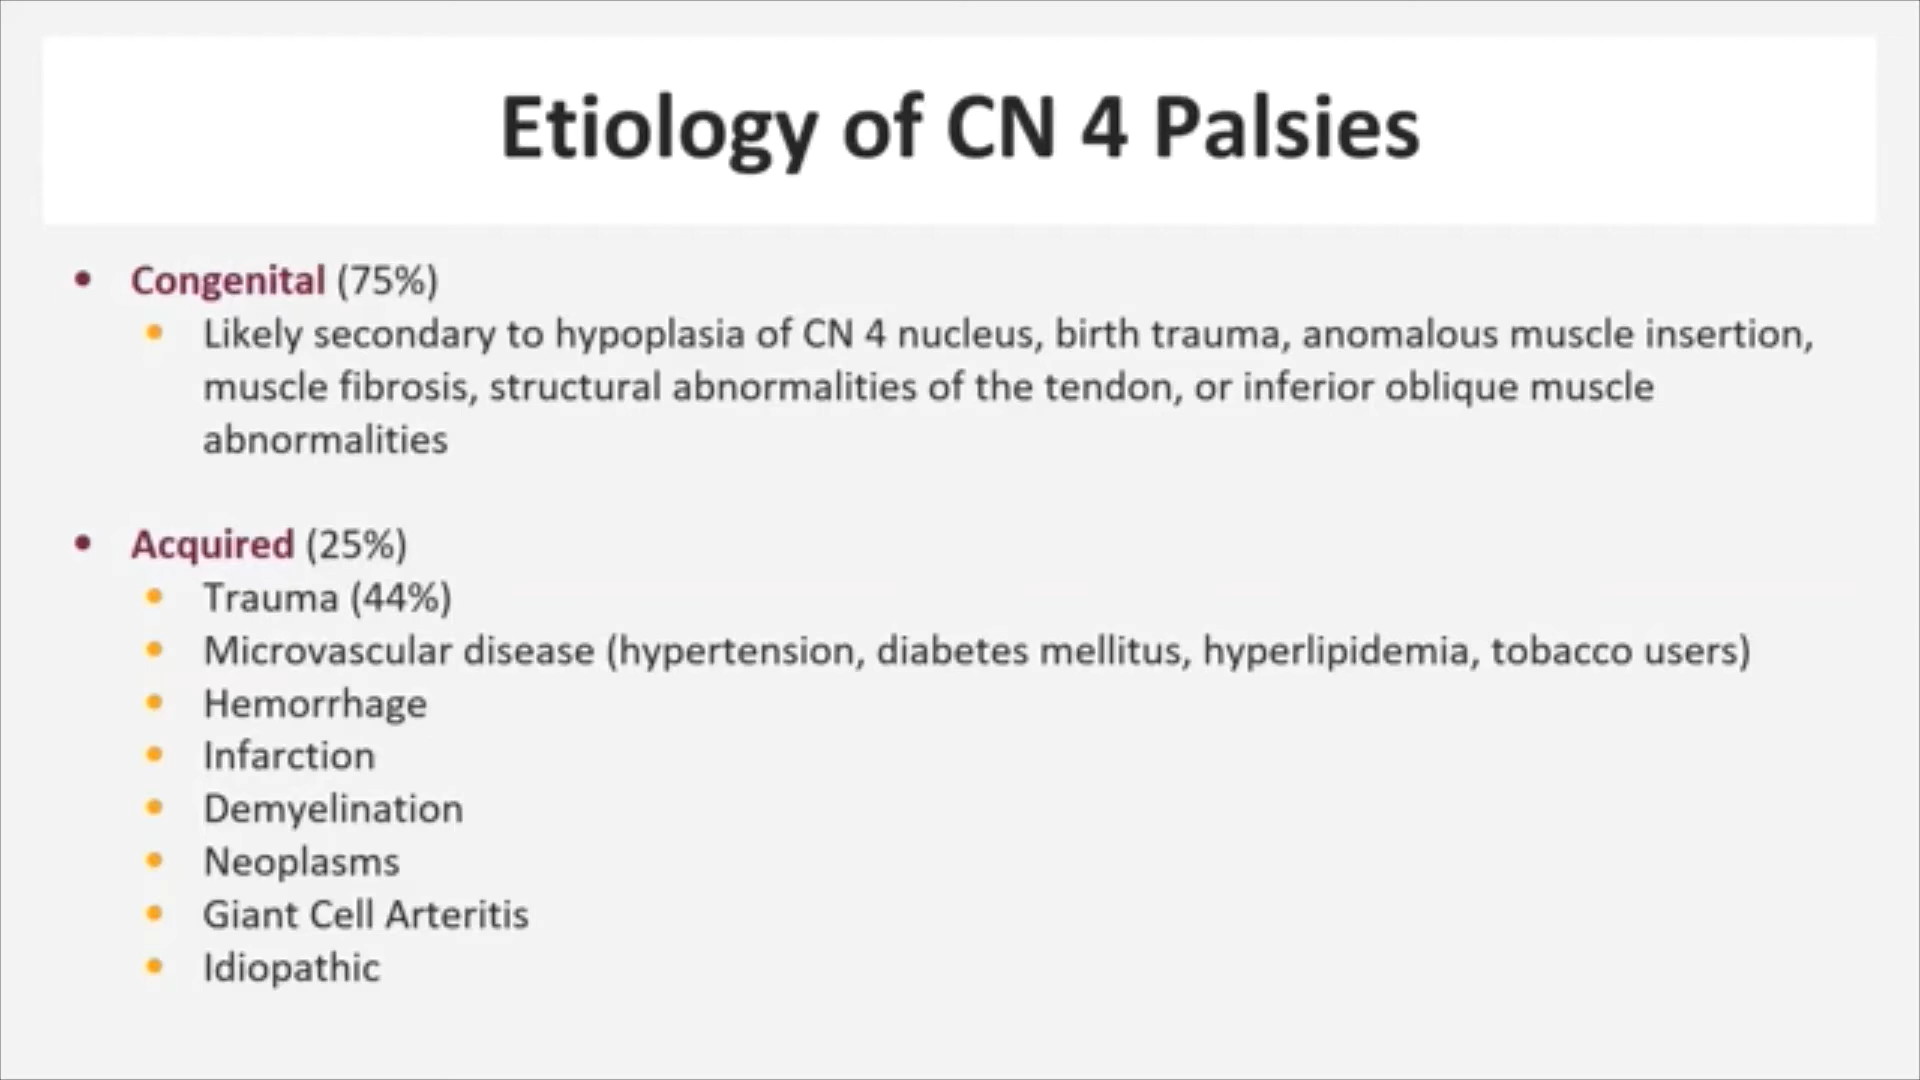 Etiology of CN 4 Palsies
• Congenital (75%)
• Likely secondary to hypoplasia of CN 4 nucleus, birth trauma, anomalous muscle insertion,
muscle fibrosis, structural abnormalities of the tendon, or inferior oblique muscle
abnormalities
• Acquired (25%)
• Trauma (44%)
• Microvascular disease (hypertension, diabetes mellitus, hyperlipidemia, tobacco users)
• Hemorrhage
• Infarction
• Demyelination
• Neoplasms
• Giant Cell Arteritis
• Idiopathic